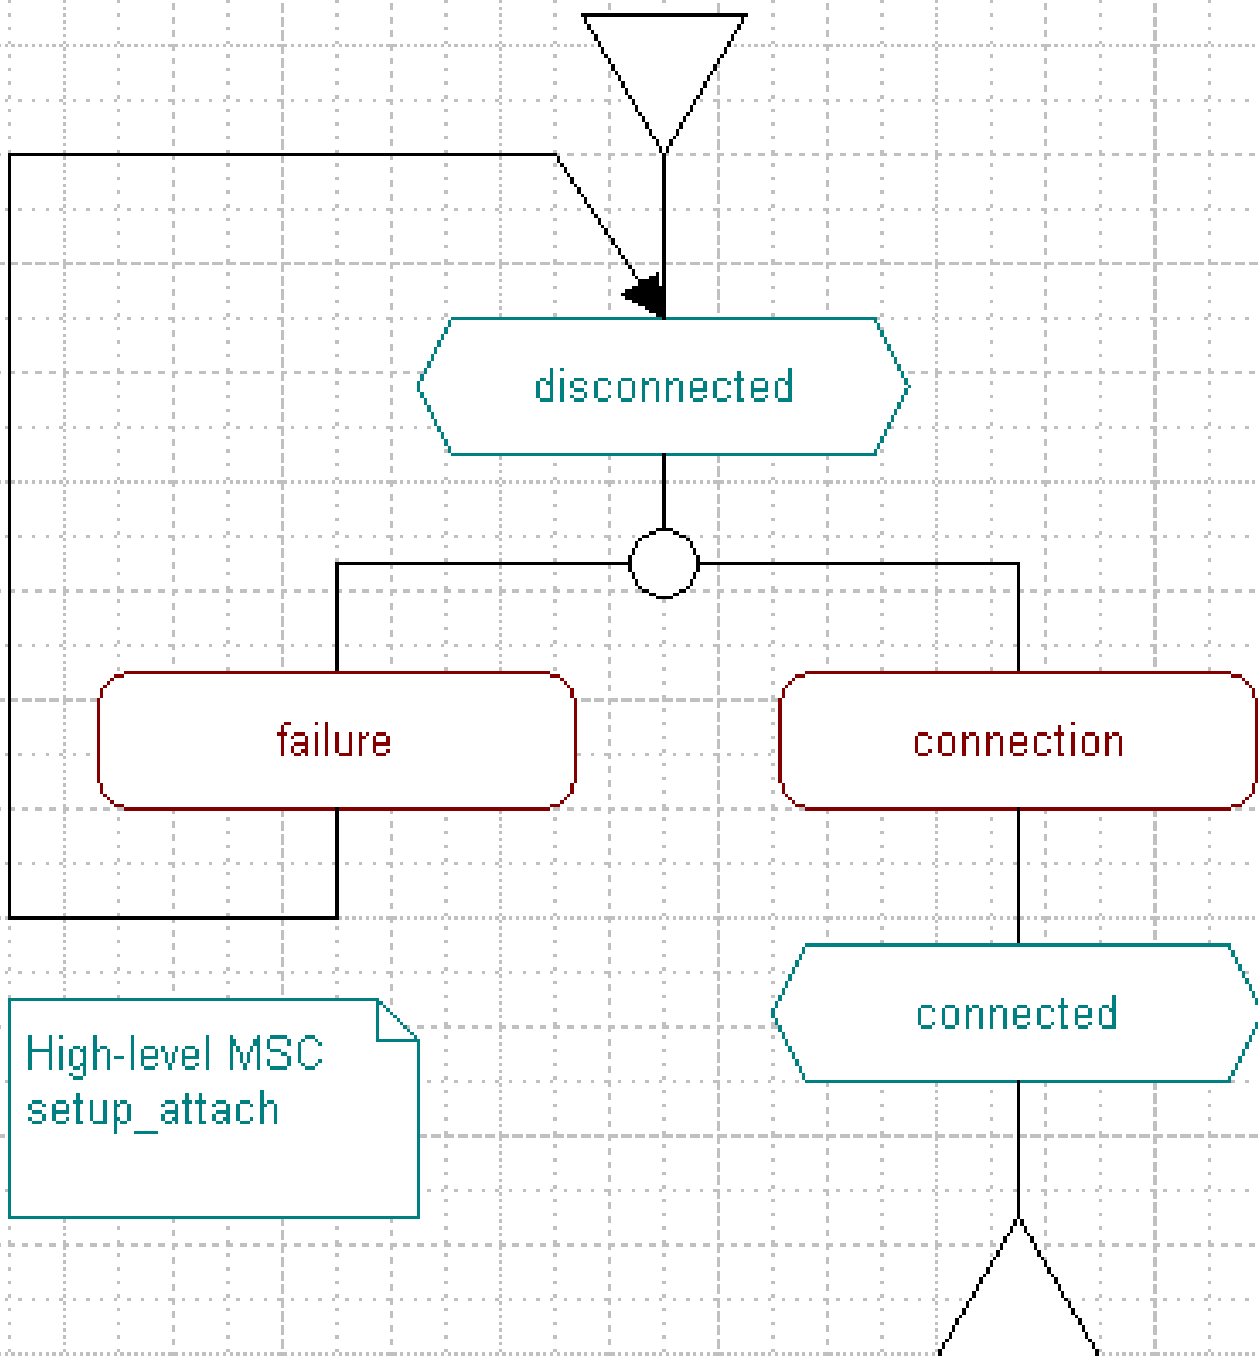 disconnected
failure
connection
connected
High-level MSC
setup_attach